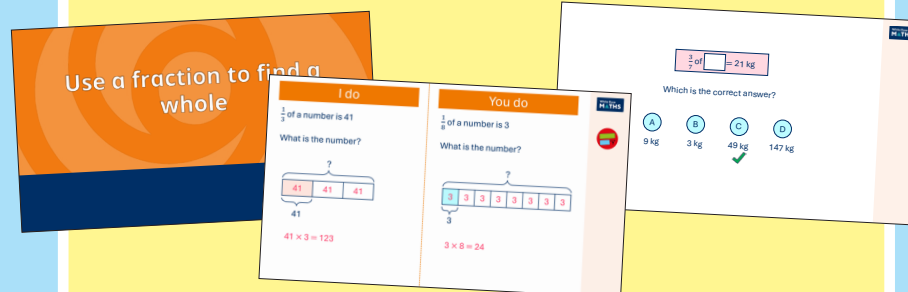 Use a fraction to find a
whole
I do
1/3 of a number is 41
What is the number?
?
41 41 41
41
41 × 3 = 123
You do
1/8 of a number is 3
What is the number?
?
3 3 3 3 3 3 3 3
3
3 × 8 = 24
M+THS
3/7 of = 21 kg
Which is the correct answer?
A B C D
9 kg 3 kg 49 kg 147 kg